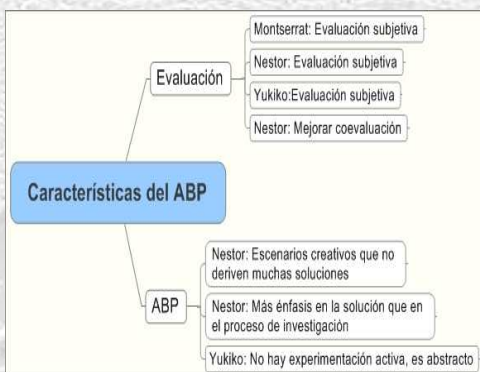 Montserrat: Evaluación subjetiva
Nestor: Evaluación subjetiva
Evaluación
Yukiko:Evaluación subjetiva
Nestor: Mejorar coevaluación
Características del ABP
Nestor: Escenarios creativos que no
deriven muchas soluciones
ABP
Nestor: Más énfasis en la solución que en
el proceso de investigación
Yukiko: No hay experimentación activa, es abstracto